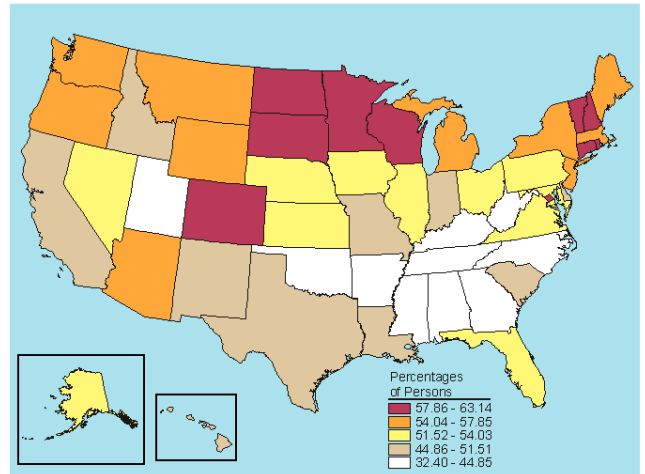 Percentages
of Persons
57.86 - 63.14
54.04 - 57.85
51.52 - 54.03
44.86 - 51.51
32.40 - 44.85